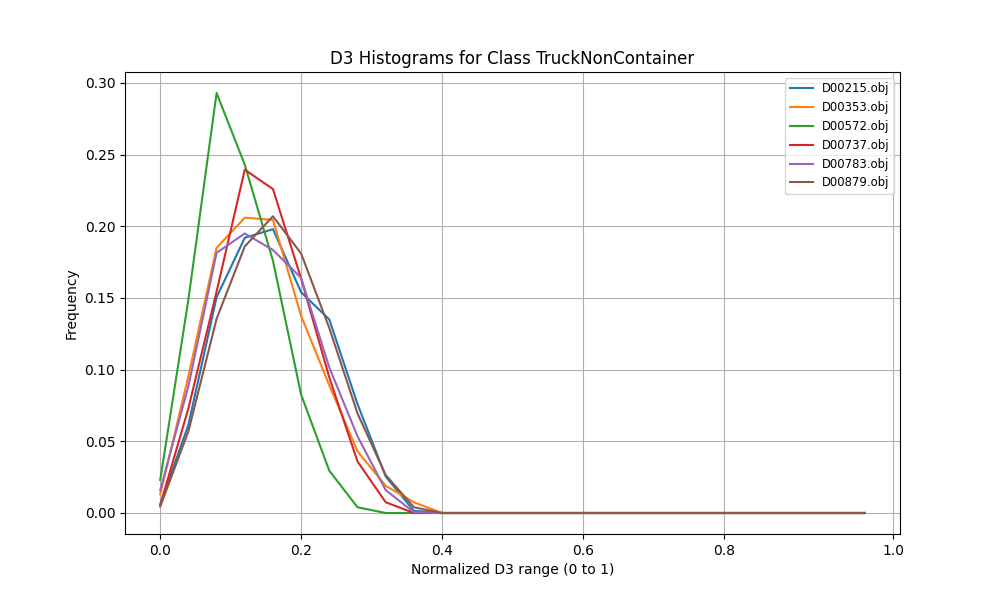 D3 Histograms for Class TruckNonContainer
D00215.obj
D00353.obj
D00572.obj
D00737.obj
D00783.obj
D00879.obj
Frequency
0.30
0.25
0.20
0.15
0.10
0.05
0.00
0.0 0.2 0.4 0.6 0.8 1.0
Normalized D3 range (0 to 1)